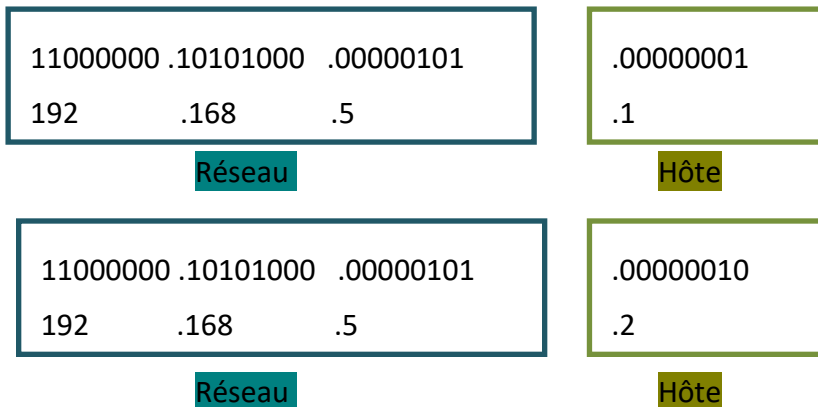 11000000 .10101000 .00000101 .00000001
192 .168 .5 .1
Réseau Hôte
11000000 .10101000 .00000101 .00000010
192 .168 .5 .2
Réseau Hôte